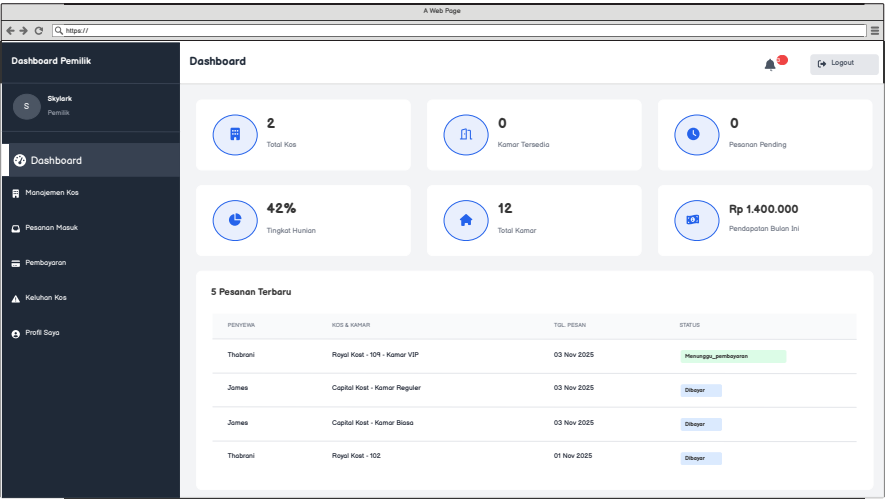 A Web Page
https://
Dashboard Pemilik
Dashboard
Logout
S
Skylark
Pemilik
Dashboard
Manajemen Kos
Pesanan Masuk
Pembayaran
Keluhan Kos
Profil Saya
2
Total Kos
0
Kamar Tersedia
0
Pesanan Pending
42%
Tingkat Hunian
12
Total Kamar
Rp 1.400.000
Pendapatan Bulan Ini
5 Pesanan Terbaru
PENYEWA KOS & KAMAR TGL. PESAN STATUS
Thabrani Royal Kost - 109 - Kamar VIP 03 Nov 2025 Menunggu_pembayaran
James Capital Kost - Kamar Reguler 03 Nov 2025 Dibayar
James Capital Kost - Kamar Biasa 03 Nov 2025 Dibayar
Thabrani Royal Kost - 102 01 Nov 2025 Dibayar